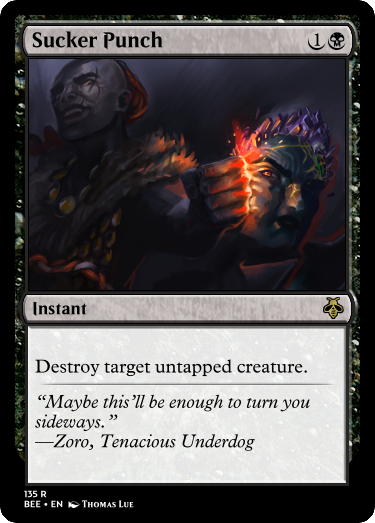 Sucker Punch 1
Instant
Destroy target untapped creature.
“Maybe this'll be enough to turn you
sideways.”
—Zoro, Tenacious Underdog
135 R
BEE • EN Thomas Lue